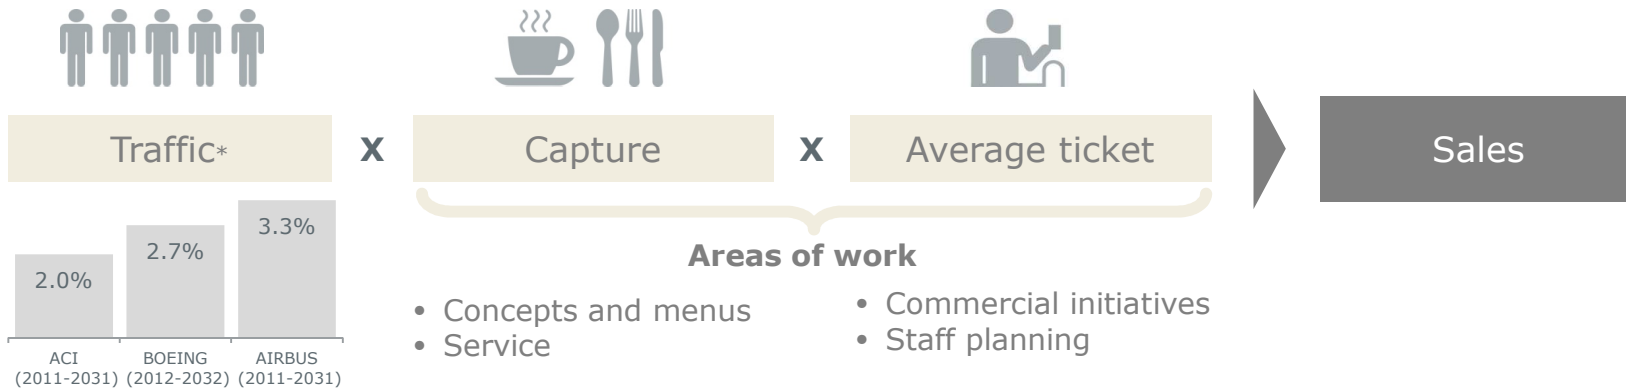 Traffic*
X
Capture
X
Average ticket
Sales
2.0%
2.7%
3.3%
ACI
(2011-2031)
BOEING
(2012-2032)
AIRBUS
(2011-2031)
Areas of work
• Concepts and menus
• Service
• Commercial initiatives
• Staff planning